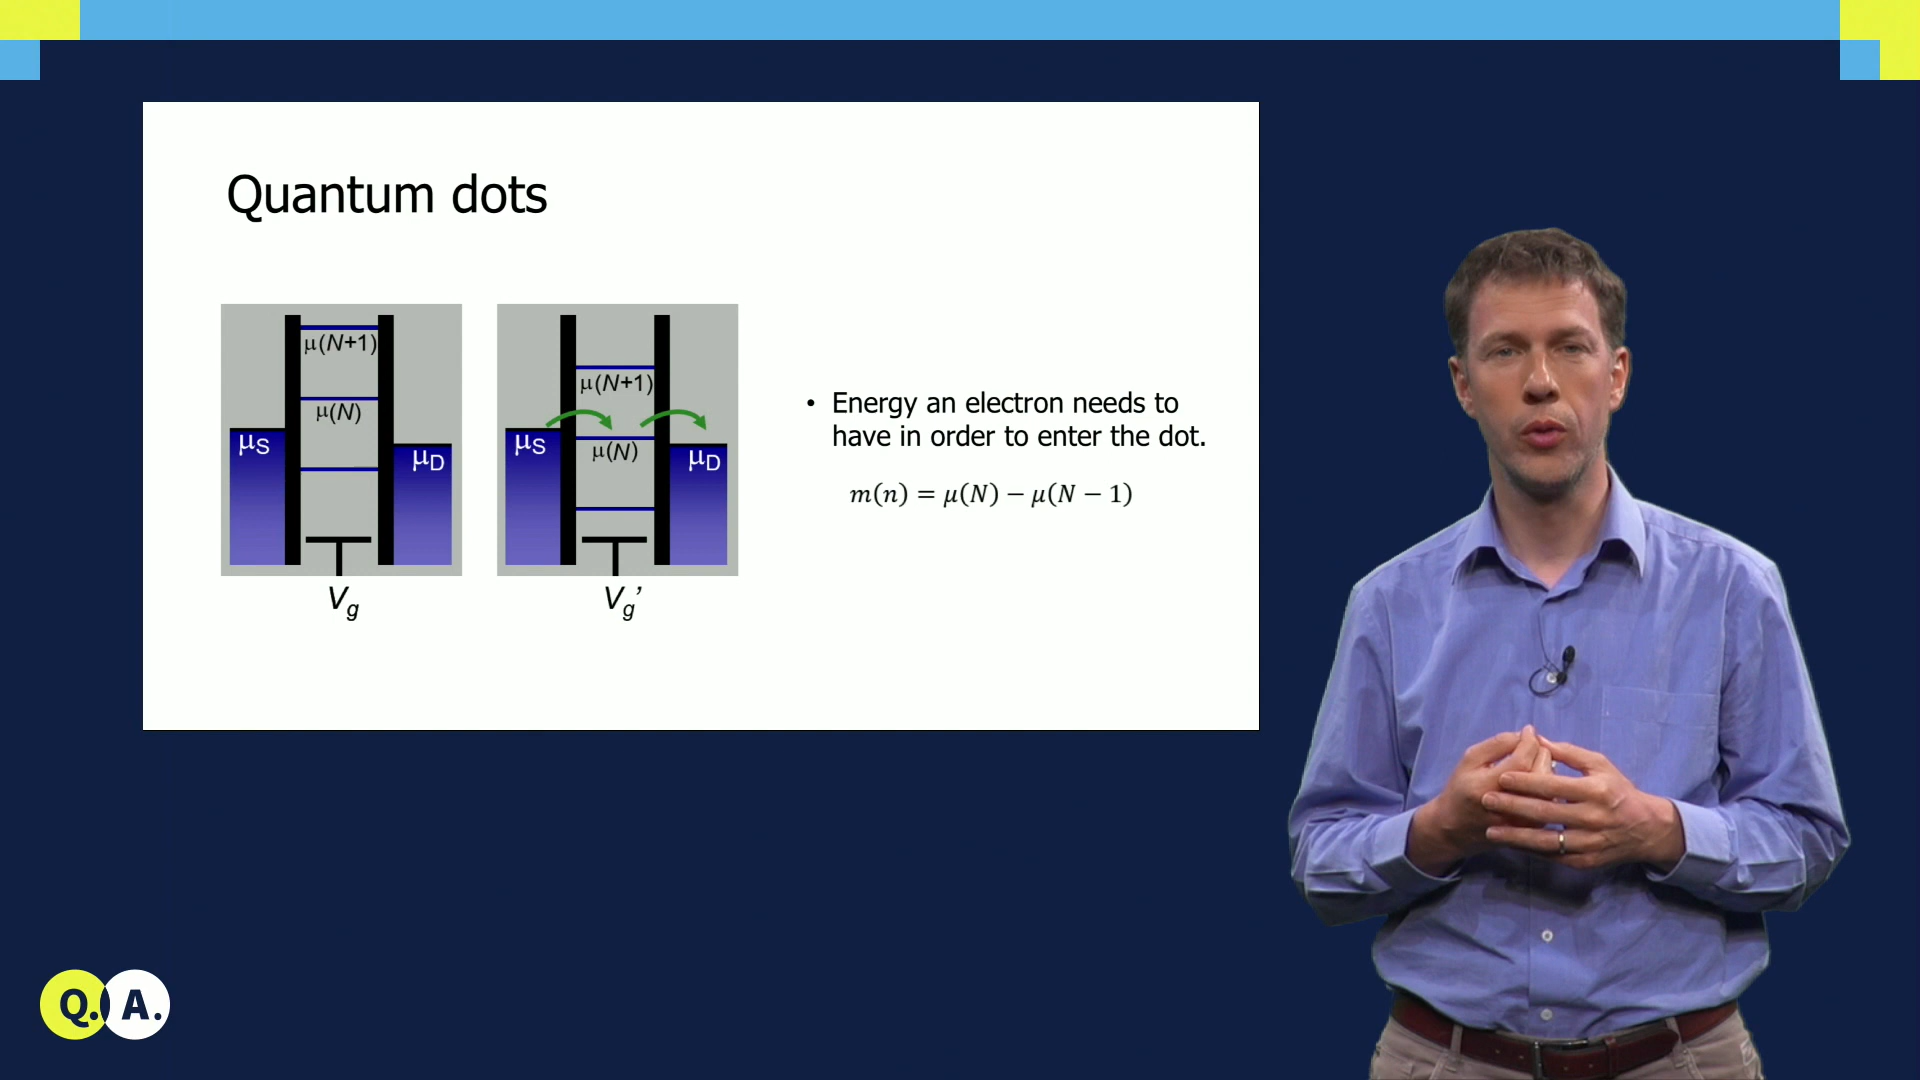 Quantum dots
μ(N+1)
μ(N)
μS
μD
Vg
μ(N+1)
μS
μ(N)
μD
Vg’
• Energy an electron needs to
have in order to enter the dot.
m(n) = μ(N) − μ(N − 1)
Q. A.